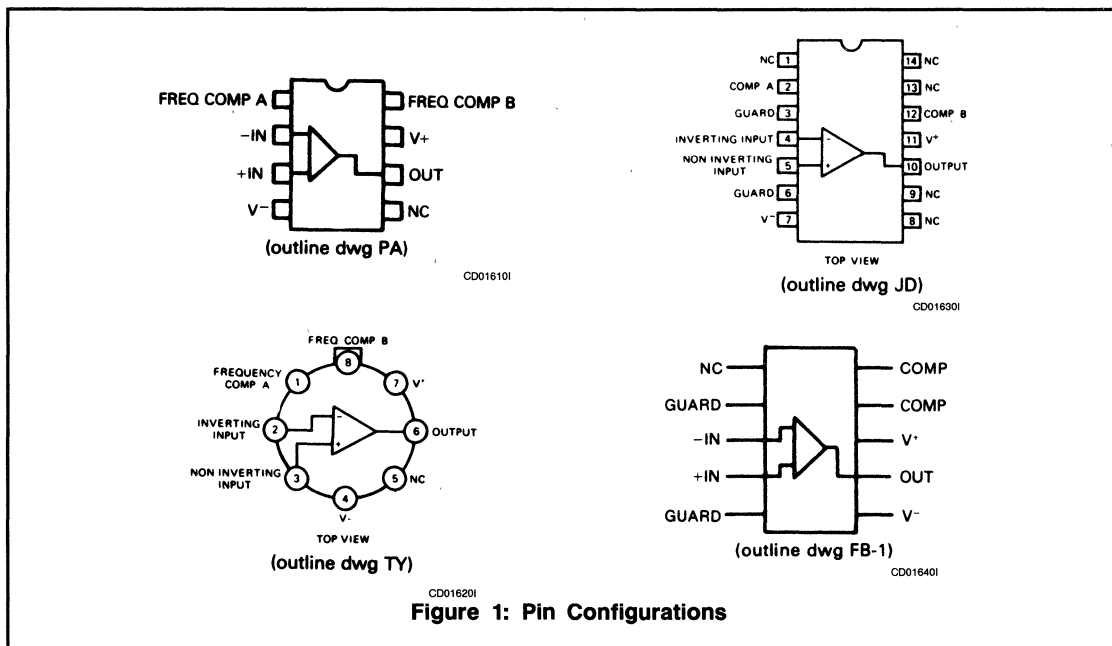 FREQ COMP A
-IN
+IN
V−
FREQ COMP B
V+
OUT
NC
(outline dwg PA)
CD01610I
NC 1
COMP A 2
GUARD 3
INVERTING INPUT 4
NON INVERTING
INPUT 5
GUARD 6
V− 7
14 NC
13 NC
12 COMP B
11 V+
10 OUTPUT
9 NC
8 NC
-
+
TOP VIEW
(outline dwg JD)
CD01630I
FREQ COMP B
8
FREQUENCY
COMP A
1
7 V+
INVERTING
INPUT
2
-
+
6 OUTPUT
NON INVERTING
INPUT
3
5 NC
4
V-
TOP VIEW
(outline dwg TY)
CD01620I
NC
GUARD
-IN
+IN
GUARD
COMP
COMP
V+
OUT
V−
(outline dwg FB-1)
CD01640I
Figure 1: Pin Configurations